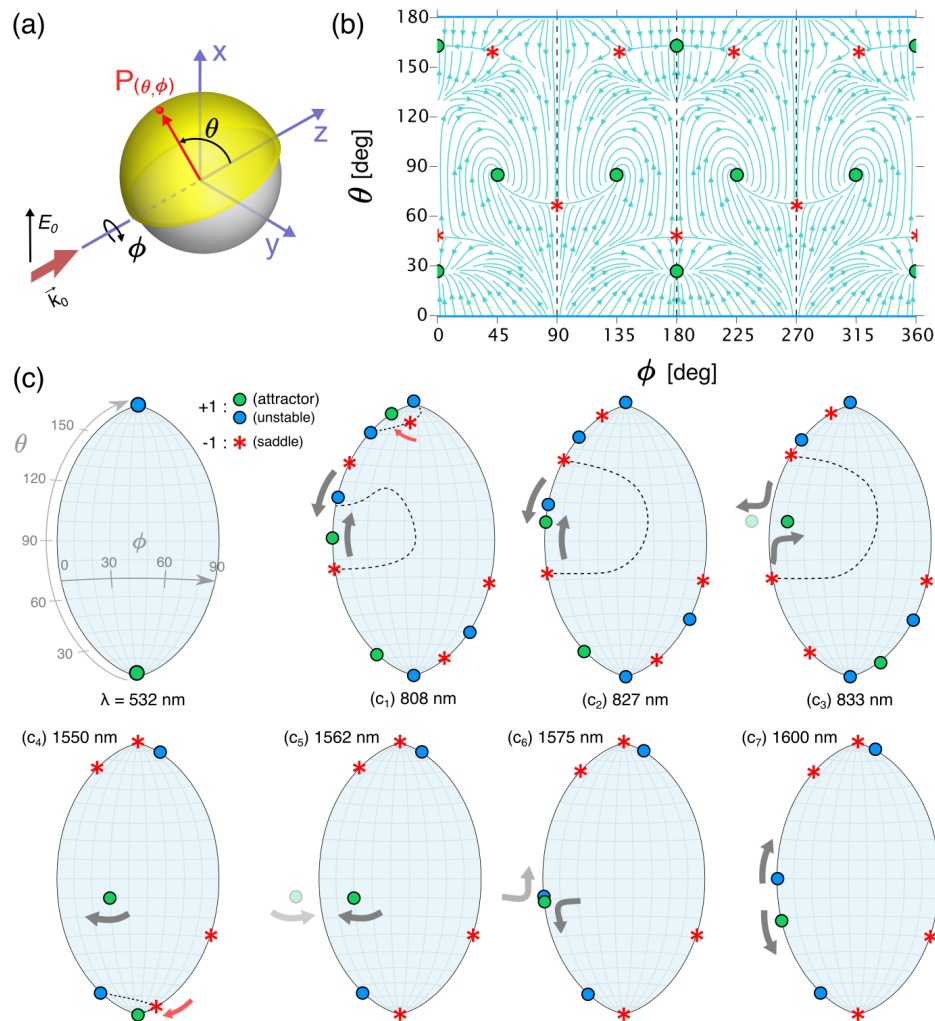 (a)
x
P(θ,ϕ)
θ
z
E₀
y
ϕ
k⃗₀
(b)
180
150
120
90
60
30
0
θ [deg]
0 45 90 135 180 225 270 315 360
ϕ [deg]
(c)
+1 : (attractor)
(unstable)
-1 : (saddle)
θ
150
120
90
60
30
ϕ
0 30 60 90
λ = 532 nm
(c₁) 808 nm
(c₂) 827 nm
(c₃) 833 nm
(c₄) 1550 nm
(c₅) 1562 nm
(c₆) 1575 nm
(c₇) 1600 nm